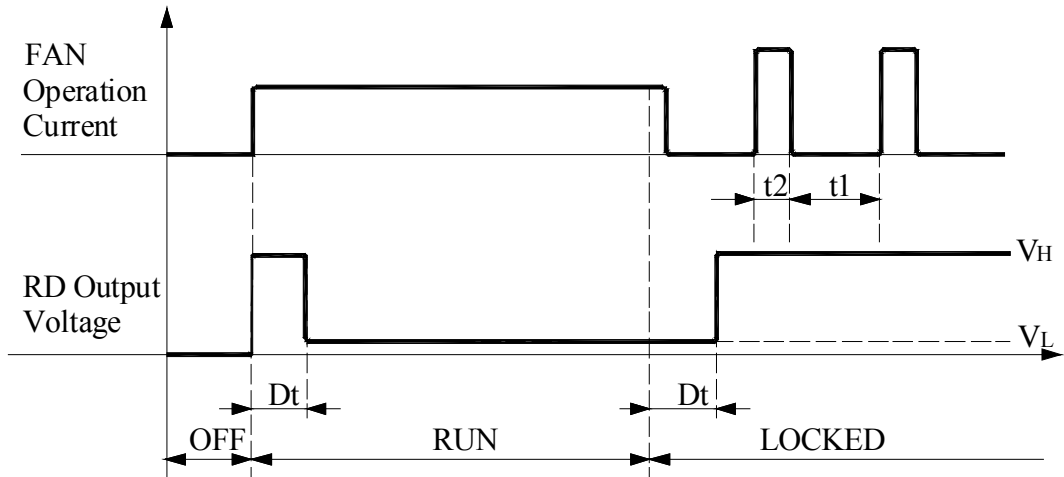 FAN
Operation
Current
t2
t1
VH
RD Output
Voltage
VL
Dt
Dt
OFF
RUN
LOCKED